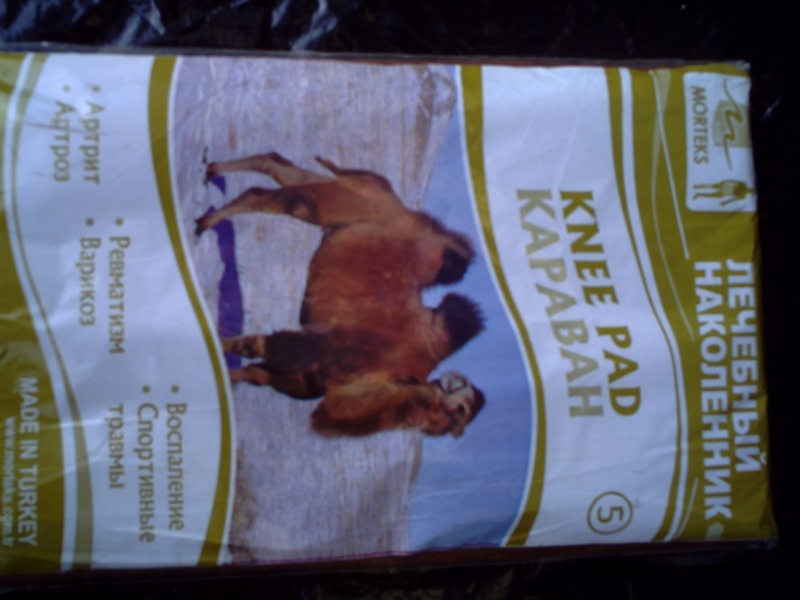 MORTEKS
ЛЕЧЕБНЫЙ
НАКОЛЕННИК
KNEE PAD
КАРАВАН
5
• Артрит
• Артроз
• Ревматизм
• Варикоз
• Воспаление
• Спортивные
травмы
MADE IN TURKEY
www.morteks.com.tr